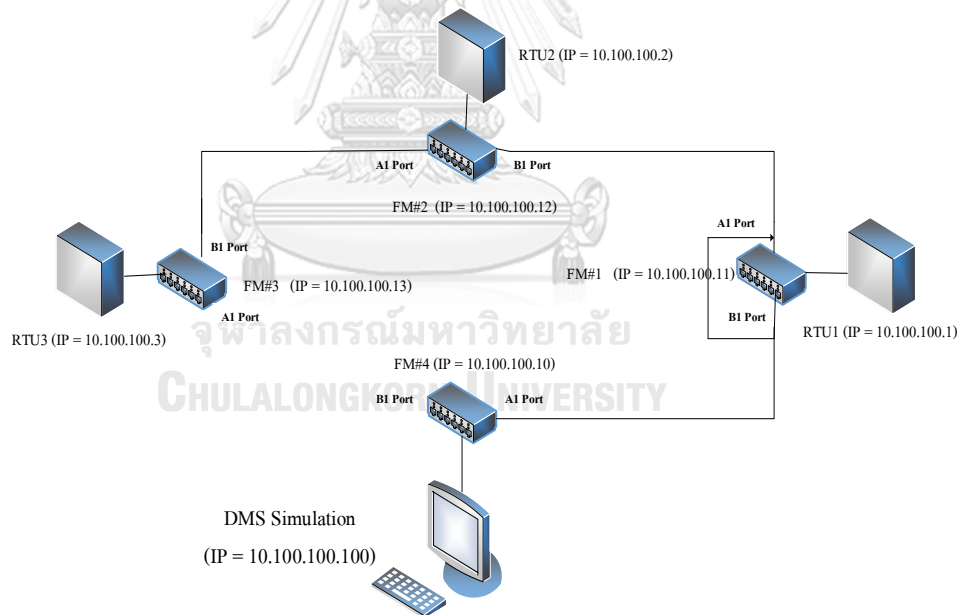 RTU2 (IP = 10.100.100.2)
A1 Port
B1 Port
FM#2 (IP = 10.100.100.12)
A1 Port
B1 Port
FM#3 (IP = 10.100.100.13)
FM#1 (IP = 10.100.100.11)
A1 Port
B1 Port
RTU3 (IP = 10.100.100.3)
RTU1 (IP = 10.100.100.1)
จุฬาลงกรณ์มหาวิทยาลัย
FM#4 (IP = 10.100.100.10)
CHULALONGKORN UNIVERSITY
B1 Port
A1 Port
DMS Simulation
(IP = 10.100.100.100)